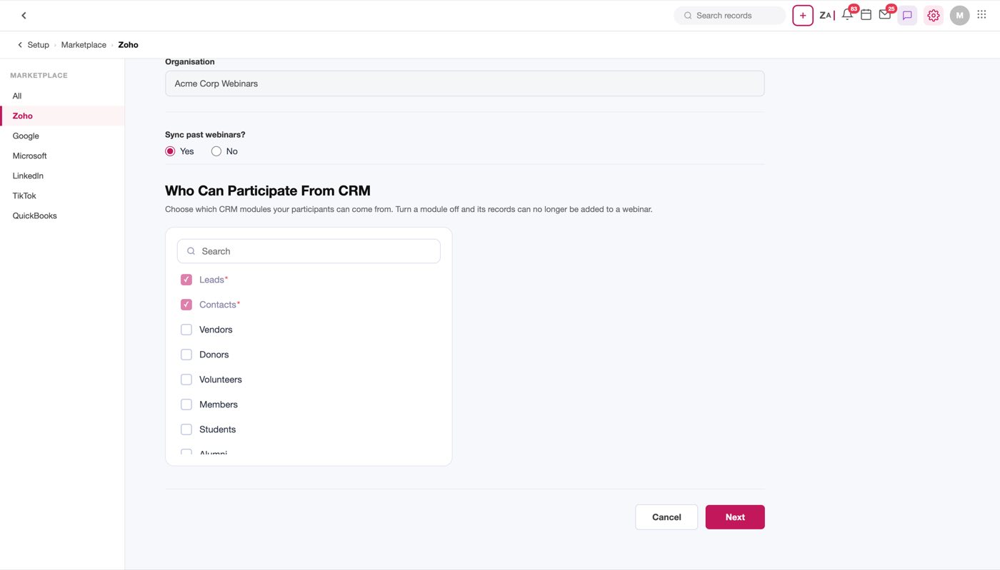 Search records
+
ZA
83
25
M
Setup › Marketplace › Zoho
MARKETPLACE
All
Zoho
Google
Microsoft
LinkedIn
TikTok
QuickBooks
Organisation
Acme Corp Webinars
Sync past webinars?
Yes No
Who Can Participate From CRM
Choose which CRM modules your participants can come from. Turn a module off and its records can no longer be added to a webinar.
Search
Leads*
Contacts*
Vendors
Donors
Volunteers
Members
Students
Alumni
Cancel Next